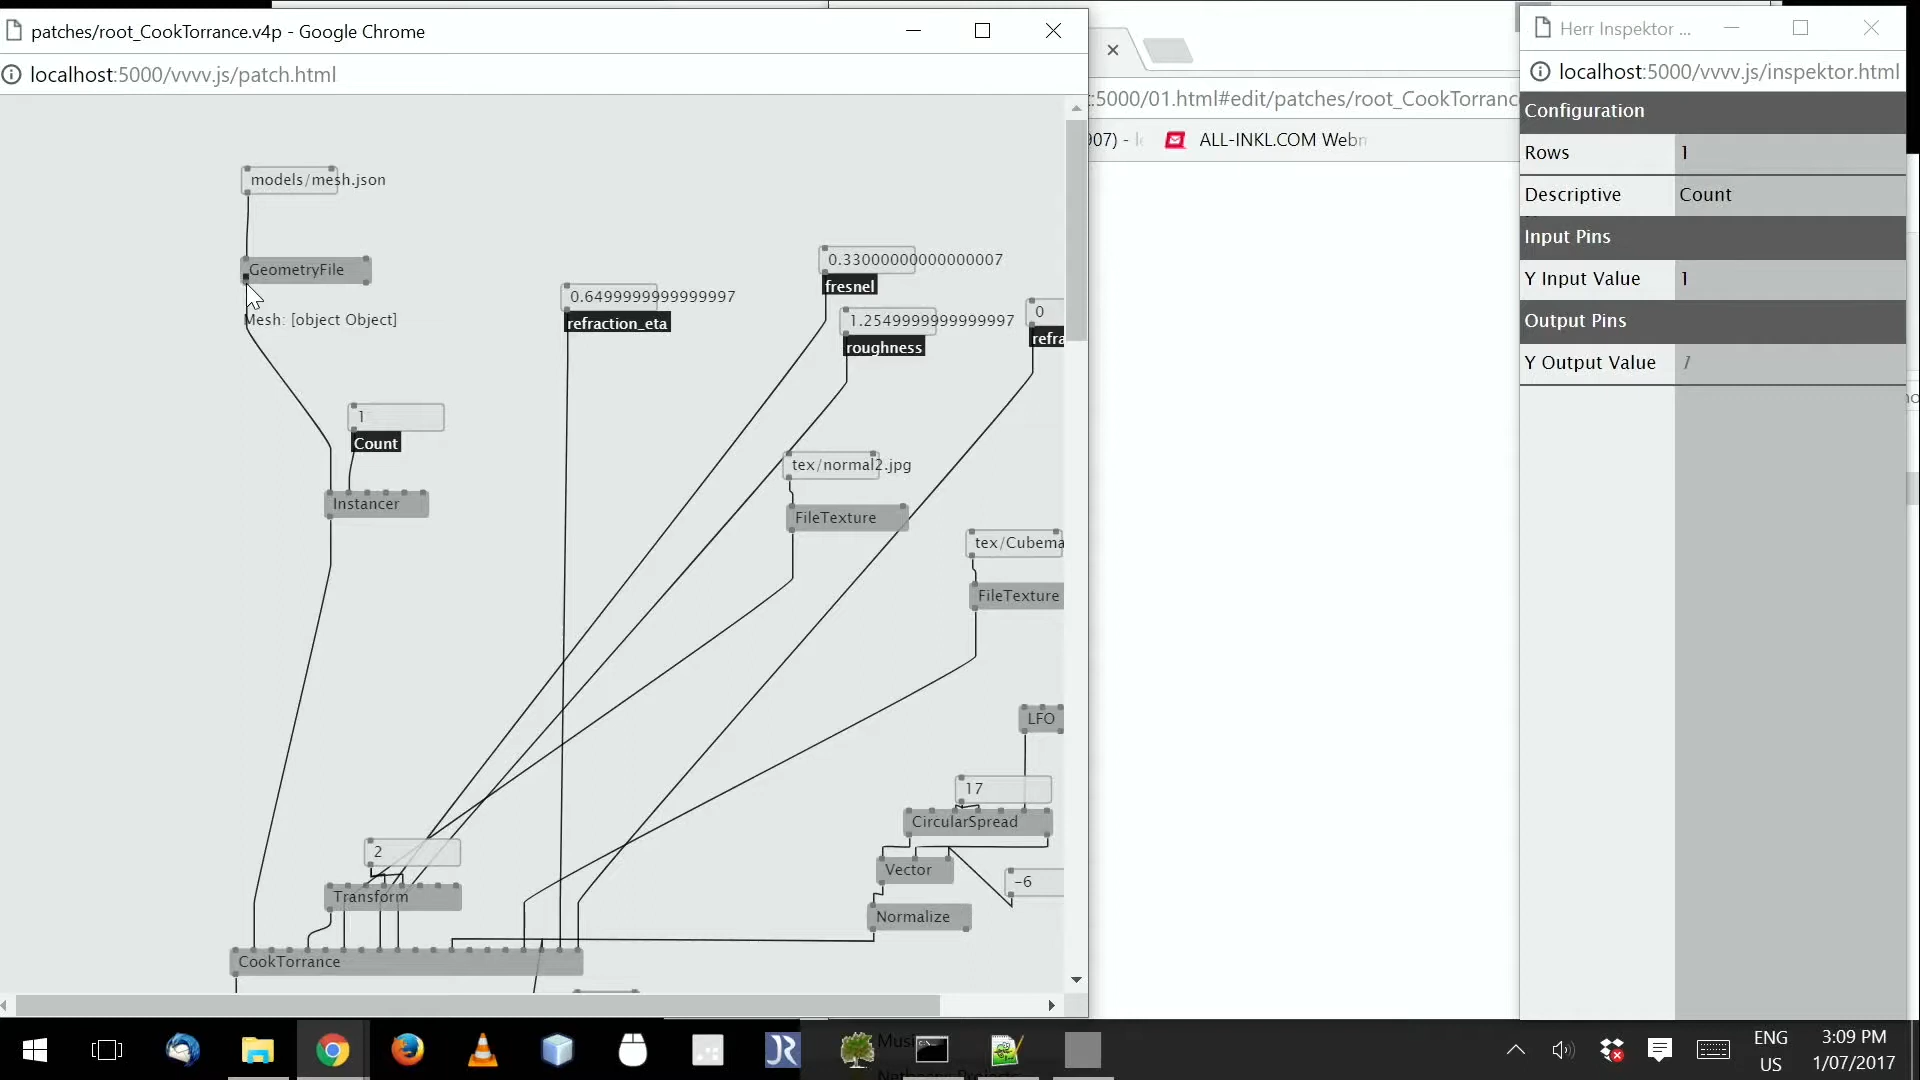 patches/root_CookTorrance.v4p - Google Chrome
localhost:5000/vvvv.js/patch.html
models/mesh.json
GeometryFile
Mesh: [object Object]
0.6499999999999997
refraction_eta
0.33000000000000007
fresnel
1.2549999999999997
roughness
0
refra
1
Count
Instancer
tex/normal2.jpg
FileTexture
tex/Cubema
FileTexture
LFO
17
CircularSpread
Vector
-6
Normalize
2
Transform
CookTorrance
:5000/01.html#edit/patches/root_CookTorranc
907) - l
ALL-INKL.COM Webm
Herr Inspektor ...
localhost:5000/vvvv.js/inspektor.html
Configuration
Rows 1
Descriptive Count
Input Pins
Y Input Value 1
Output Pins
Y Output Value 1
ENG
US
3:09 PM
1/07/2017